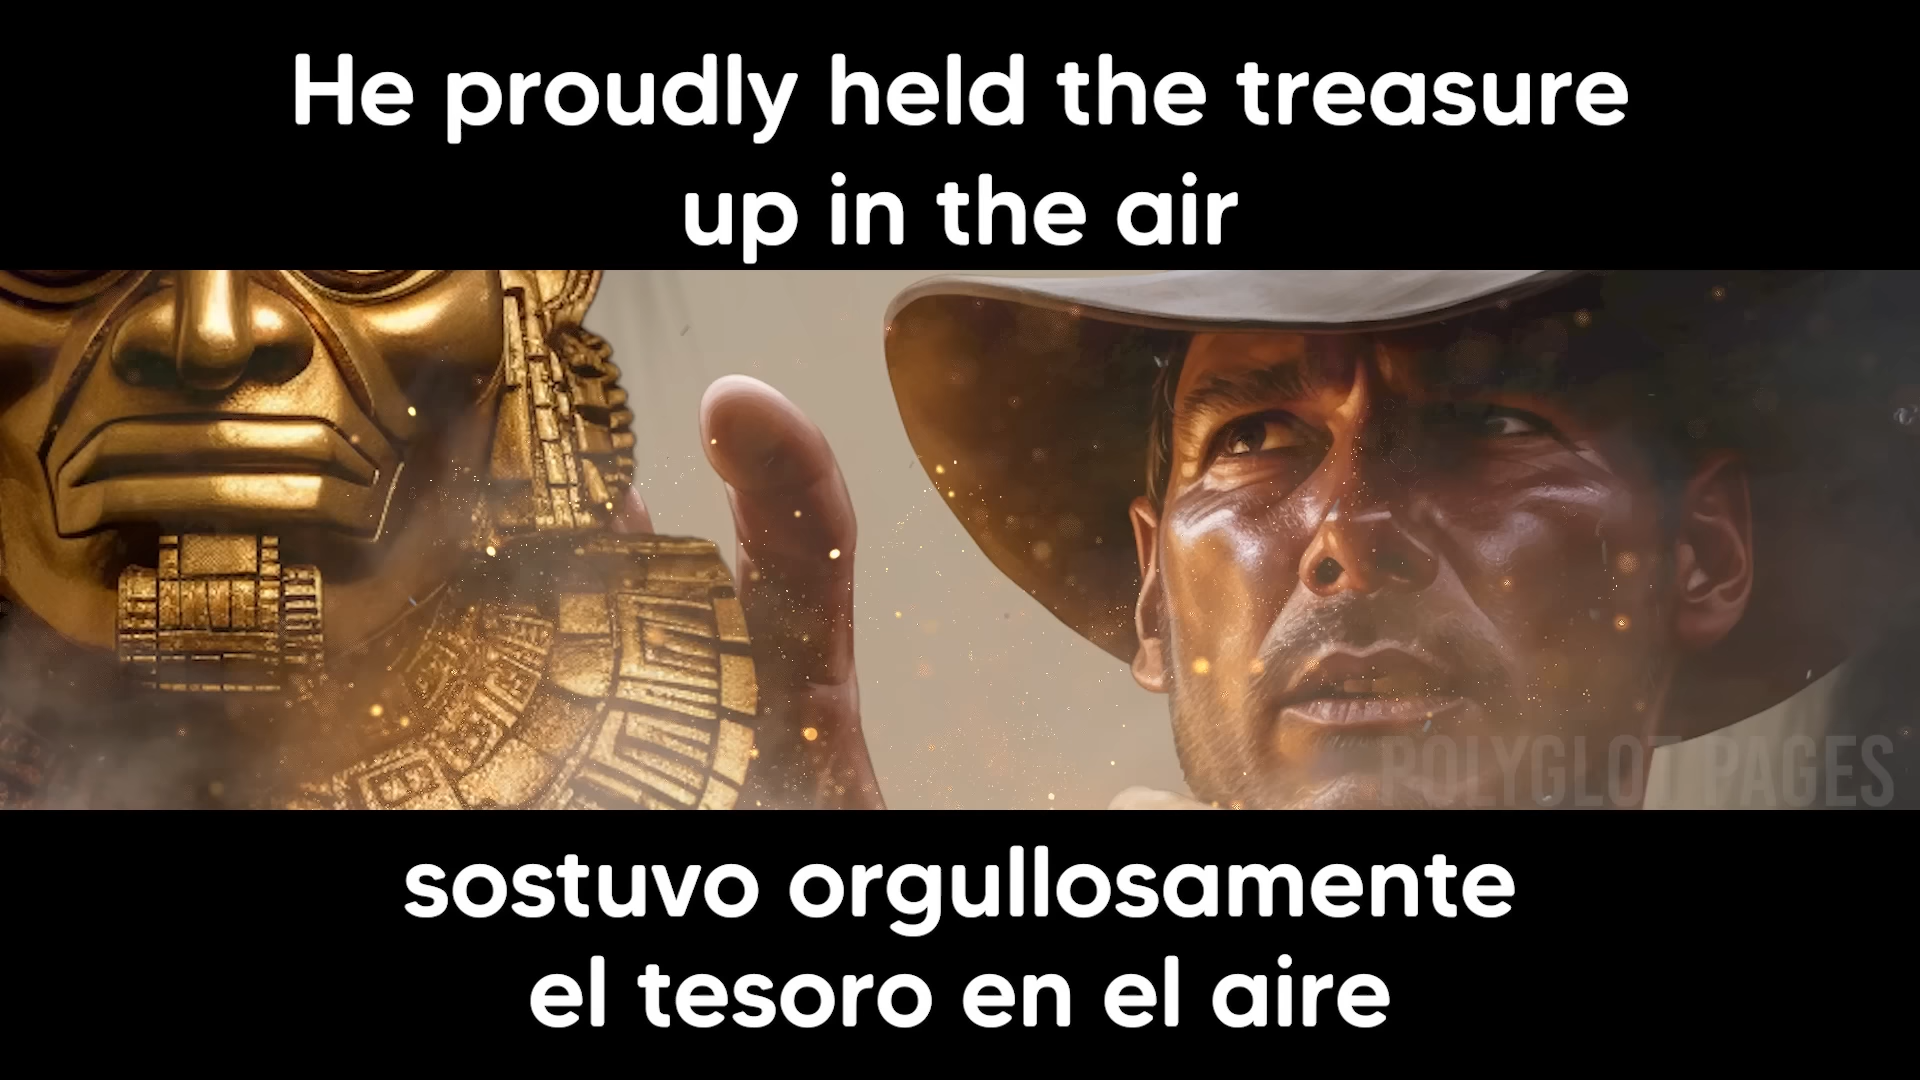 He proudly held the treasure
up in the air
POLYGLOT PAGES
sostuvo orgullosamente
el tesoro en el aire